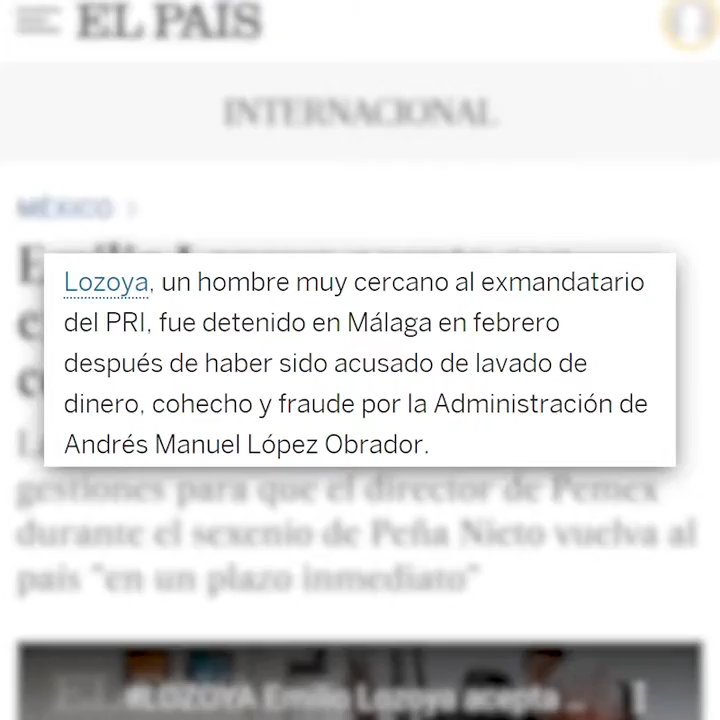 EL PAÍS
INTERNACIONAL
MÉXICO
Lozoya, un hombre muy cercano al exmandatario
del PRI, fue detenido en Málaga en febrero
después de haber sido acusado de lavado de
dinero, cohecho y fraude por la Administración de
Andrés Manuel López Obrador.
gestiones para que el director de Pemex
durante el sexenio de Peña Nieto vuelva al
país "en un plazo inmediato"
#LOZOYA Emilio Lozoya acepta ...